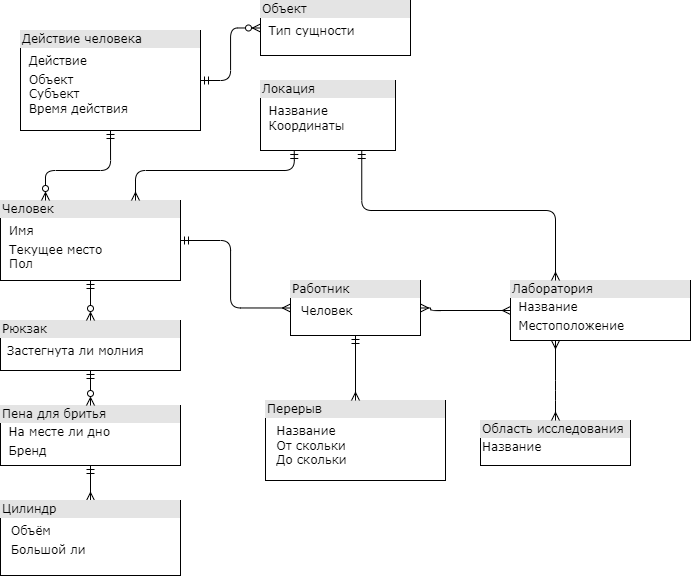 Объект
Тип сущности
Действие человека
Действие
Объект
Субъект
Время действия
Локация
Название
Координаты
Человек
Имя
Текущее место
Пол
Работник
Человек
Лаборатория
Название
Местоположение
Рюкзак
Застегнута ли молния
Перерыв
Название
От скольки
До скольки
Область исследования
Название
Пена для бритья
На месте ли дно
Бренд
Цилиндр
Объём
Большой ли